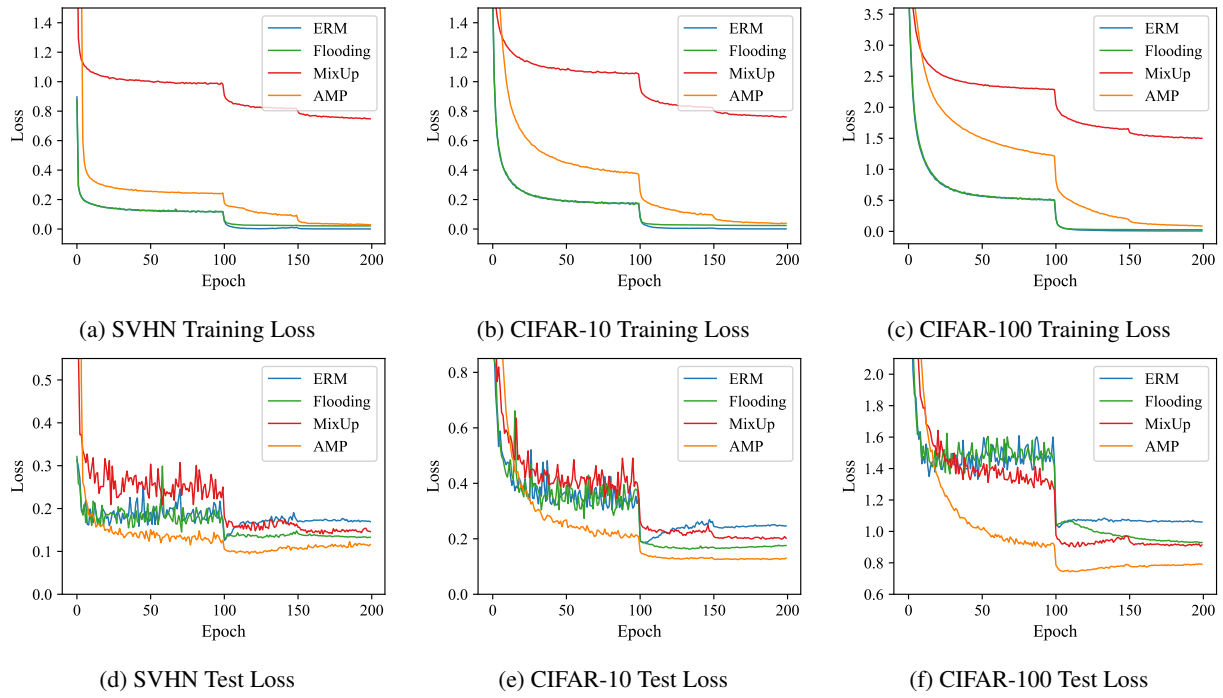 1.4
1.2
1.0
0.8
0.6
0.4
0.2
0.0
Loss
0 50 100 150 200
Epoch
ERM
Flooding
MixUp
AMP
(a) SVHN Training Loss
1.4
1.2
1.0
0.8
0.6
0.4
0.2
0.0
Loss
0 50 100 150 200
Epoch
ERM
Flooding
MixUp
AMP
(b) CIFAR-10 Training Loss
3.5
3.0
2.5
2.0
1.5
1.0
0.5
0.0
Loss
0 50 100 150 200
Epoch
ERM
Flooding
MixUp
AMP
(c) CIFAR-100 Training Loss
0.5
0.4
0.3
0.2
0.1
0.0
Loss
0 50 100 150 200
Epoch
ERM
Flooding
MixUp
AMP
(d) SVHN Test Loss
0.8
0.6
0.4
0.2
0.0
Loss
0 50 100 150 200
Epoch
ERM
Flooding
MixUp
AMP
(e) CIFAR-10 Test Loss
2.0
1.8
1.6
1.4
1.2
1.0
0.8
0.6
Loss
0 50 100 150 200
Epoch
ERM
Flooding
MixUp
AMP
(f) CIFAR-100 Test Loss